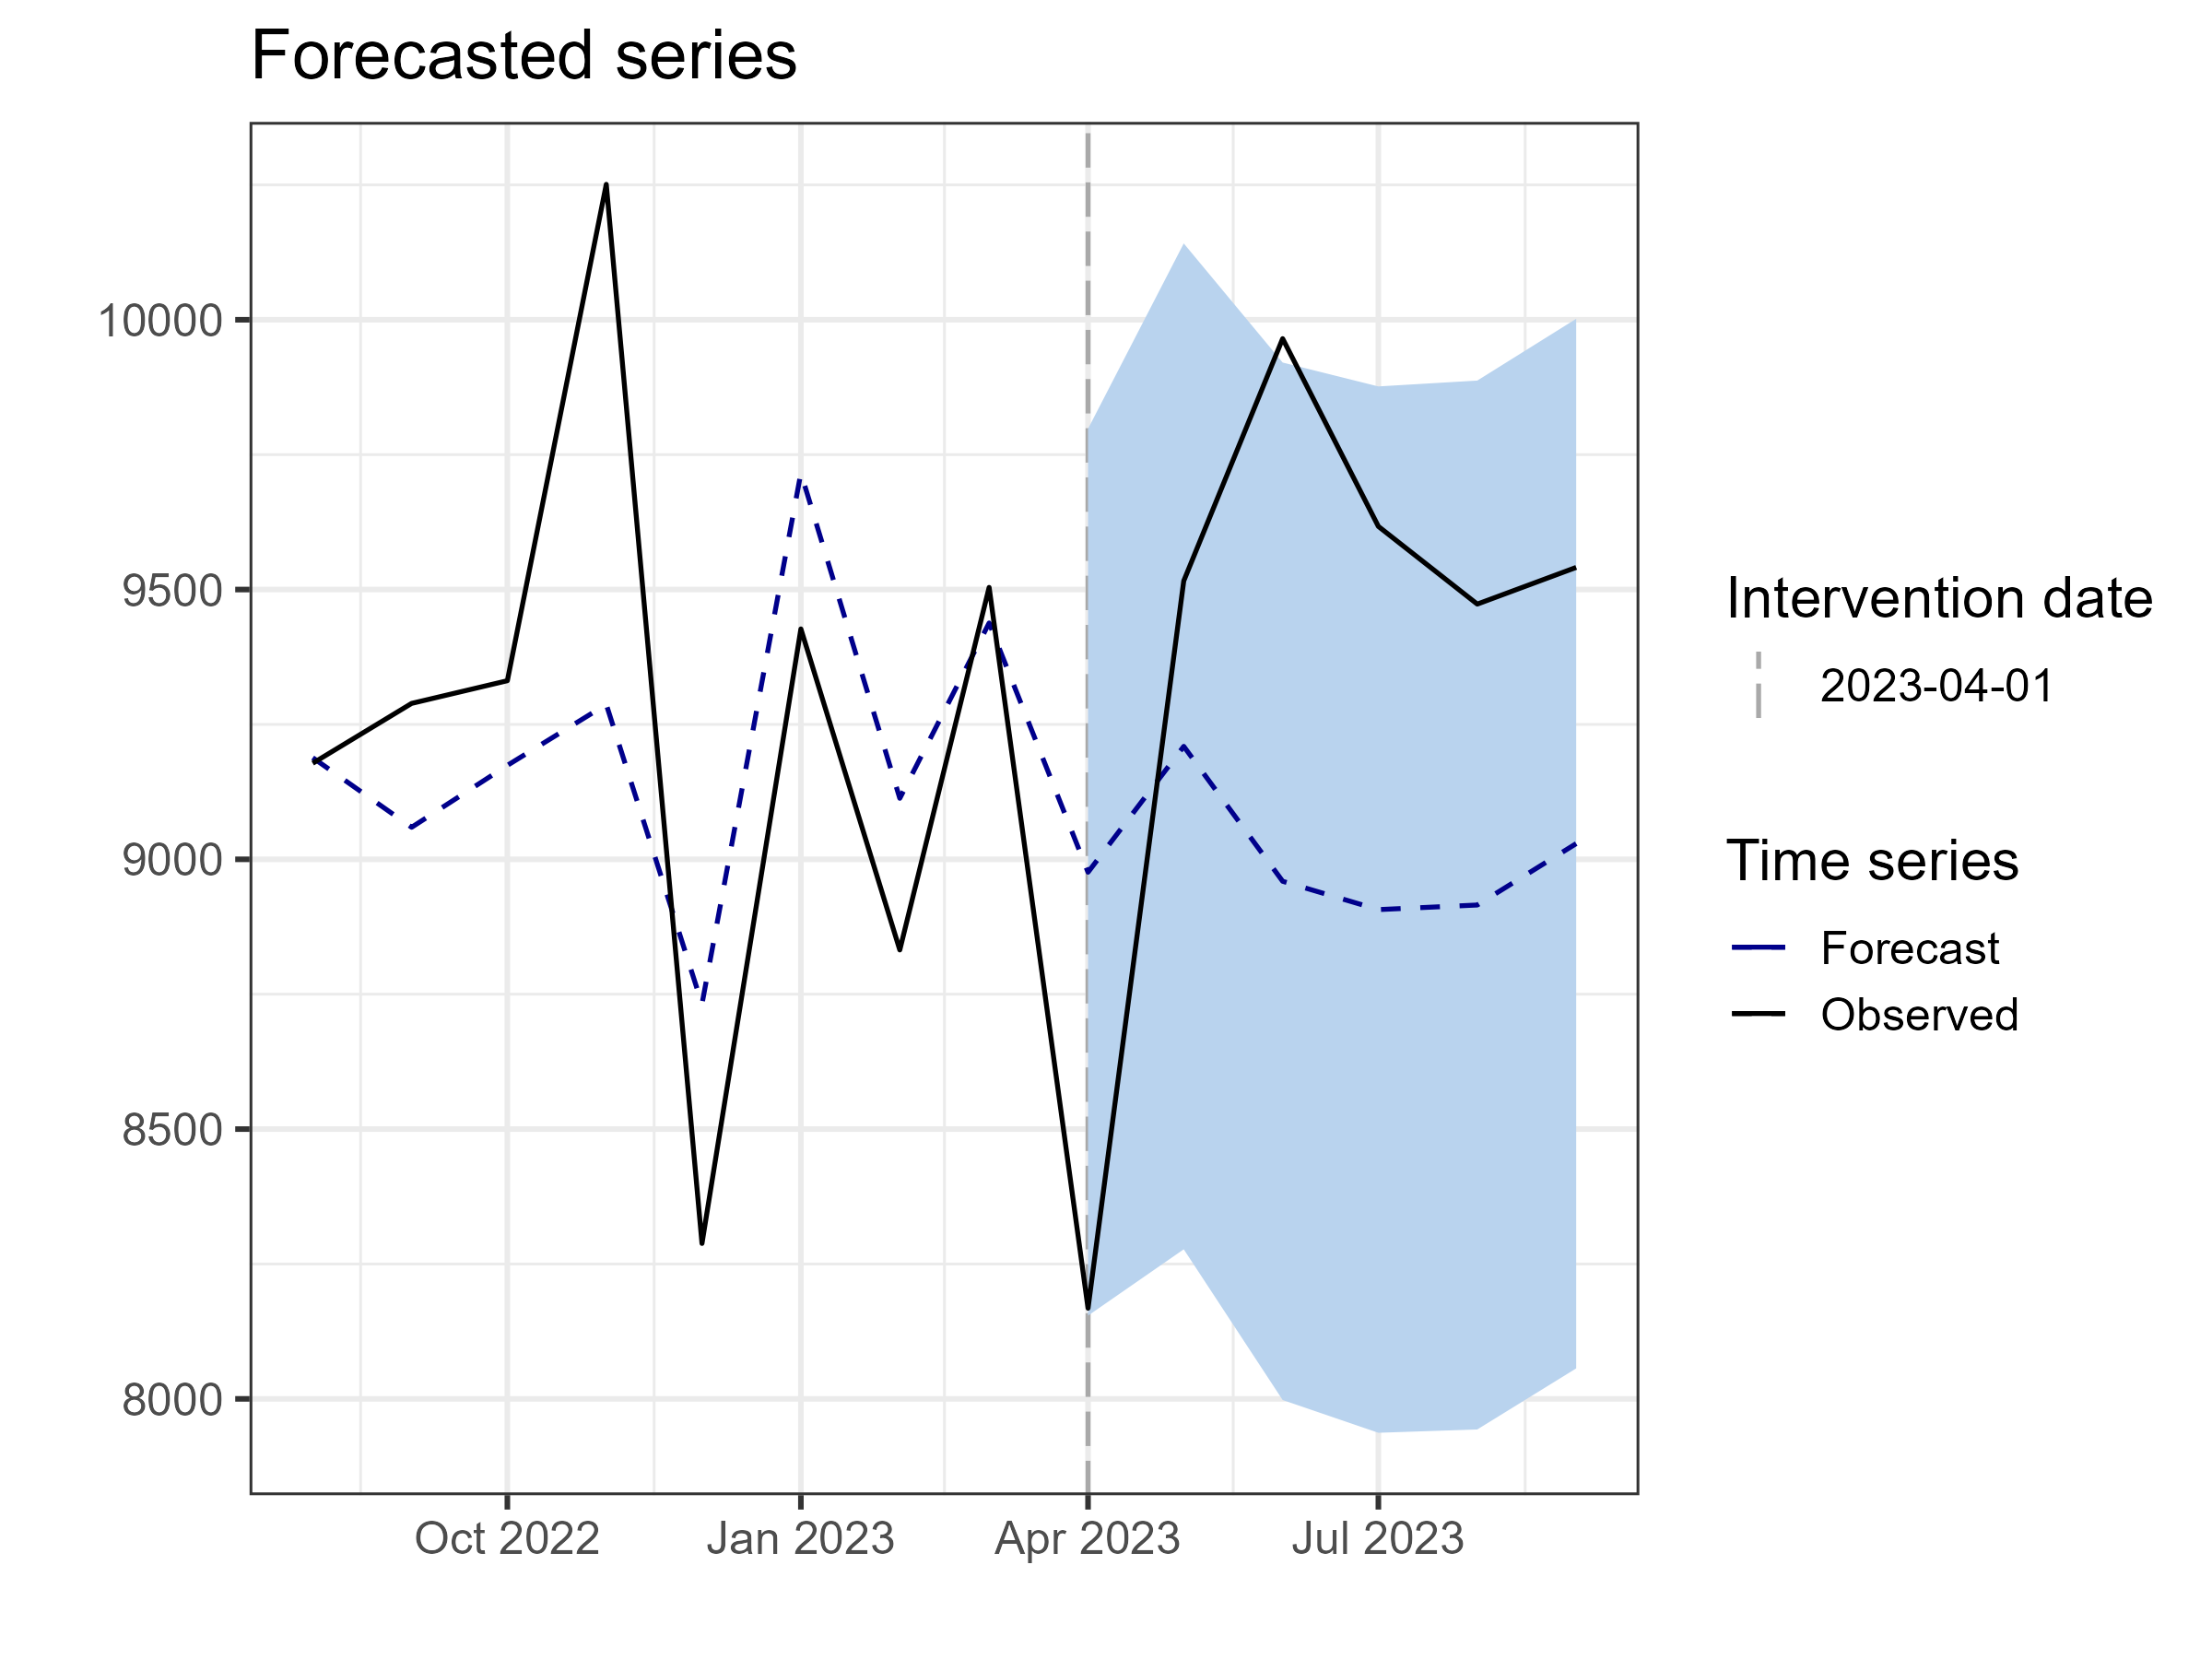 Forecasted series
10000
9500
9000
8500
8000
Oct 2022
Jan 2023
Apr 2023
Jul 2023
Intervention date
2023-04-01
Time series
Forecast
Observed